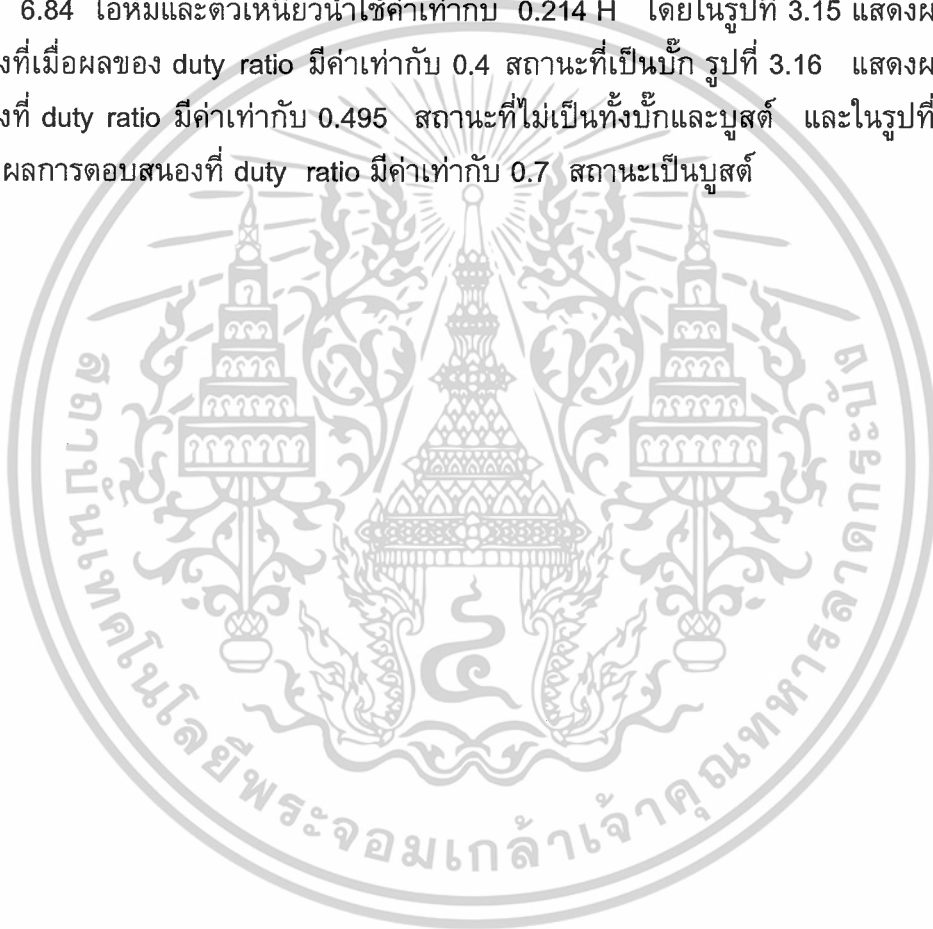 6.84 โอห์มและตัวเหนี่ยวนำใช้ค่าเท่ากับ 0.214 H โดยในรูปที่ 3.15 แสดงผ
งที่เมื่อผลของ duty ratio มีค่าเท่ากับ 0.4 สถานะที่เป็นบั๊ก รูปที่ 3.16 แสดงผ
งที่ duty ratio มีค่าเท่ากับ 0.495 สถานะที่ไม่เป็นทั้งบั๊กและบูสต์ และในรูปที่
ผลการตอบสนองที่ duty ratio มีค่าเท่ากับ 0.7 สถานะเป็นบูสต์
สถาบันเทคโนโลยีพระจอมเกล้าเจ้าคุณทหารลาดกระบัง